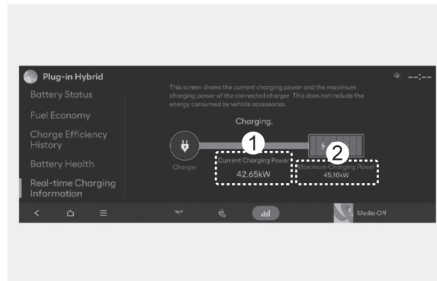 Plug-in Hybrid
--:--
Battery Status
Fuel Economy
Charge Efficiency
History
Battery Health
Real-time Charging
Information
This screen shows the current charging power and the maximum
charging power of the connected charger. This does not include the
energy consumed by vehicle accessories.
Charging.
1
2
Charger
Current Charging Power
42.65kW
Maximum Charging Power
45.16kW
Media Off